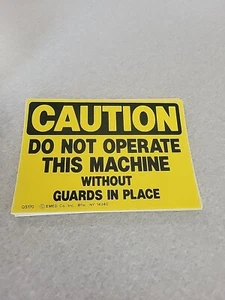 CAUTION
DO NOT OPERATE
THIS MACHINE
WITHOUT
GUARDS IN PLACE